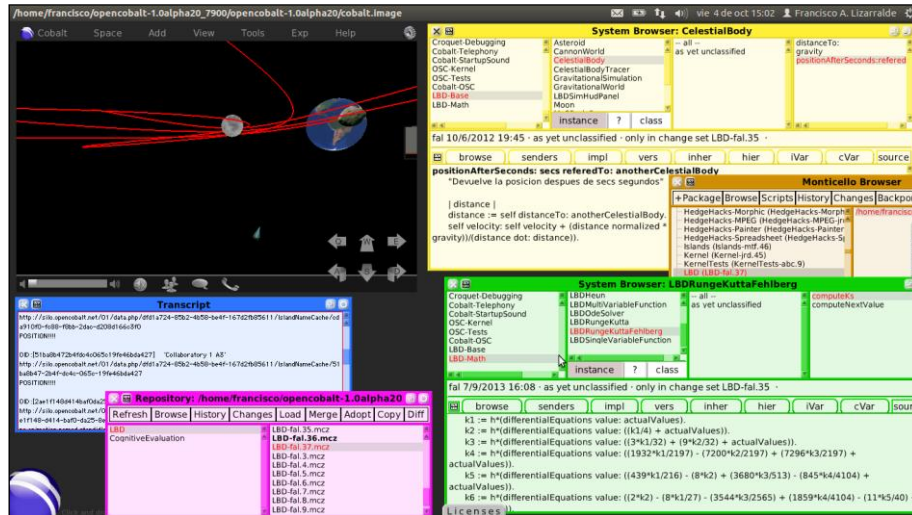 /home/francisco/opencobalt-1.0alpha20_7900/opencobalt-1.0alpha20/cobalt.image
vie 4 de oct 15:02
Francisco A. Lizarralde
Cobalt Space Add View Tools Exp Help
System Browser: CelestialBody
Croquet-Debugging
Cobalt-Telephony
Cobalt-StartupSound
OSC-Kernel
OSC-Tests
Cobalt-OSC
LBD-Base
LBD-Math
Asteroid
CannonWorld
CelestialBody
CelestialBodyTracer
GravitationalSimulation
GravitationalWorld
LBDSimHudPanel
Moon
instance ? class
-- all --
as yet unclassified
distanceTo:
gravity
positionAfterSeconds:refered
fal 10/6/2012 19:45 · as yet unclassified · only in change set LBD-fal.35 ·
browse senders impl vers inher hier iVar cVar source
positionAfterSeconds: secs referedTo: anotherCelestialBody
"Devuelve la posicion despues de secs segundos"
| distance |
distance := self distanceTo: anotherCelestialBody.
self velocity: self velocity + (distance normalized *
gravity))/(distance dot: distance)).
Monticello Browser
+Package Browse Scripts History Changes Backpor
HedgeHacks-Morphic (HedgeHacks-Morph
HedgeHacks-MPEG (HedgeHacks-MPEG-jr
HedgeHacks-Painter (HedgeHacks-Painter
HedgeHacks-Spreadsheet (HedgeHacks-S
Islands (Islands-mtf.46)
Kernel (Kernel-jrd.45)
KernelTests (KernelTests-abc.9)
LBD (LBD-fal.37)
/home/francisc
System Browser: LBDRungeKuttaFehlberg
Croquet-Debugging
Cobalt-Telephony
Cobalt-StartupSound
OSC-Kernel
OSC-Tests
Cobalt-OSC
LBD-Base
LBD-Math
LBDHeun
LBDMultiVariableFunction
LBDOdeSolver
LBDRungeKutta
LBDRungeKuttaFehlberg
LBDSingleVariableFunction
instance ? class
-- all --
as yet unclassified
computeKs
computeNextValue
fal 7/9/2013 16:08 · as yet unclassified · only in change set LBD-fal.35 ·
browse senders impl vers inher hier iVar cVar sour
k1 := h*(differentialEquations value: actualValues).
k2 := h*(differentialEquations value: ((k1/4) + actualValues)).
k3 := h*(differentialEquations value: ((3*k1/32) + (9*k2/32) + actualValues)).
k4 := h*(differentialEquations value: ((1932*k1/2197) - (7200*k2/2197) + (7296*k3/2197) +
actualValues)).
k5 := h*(differentialEquations value: ((439*k1/216) - (8*k2) + (3680*k3/513) - (845*k4/4104) +
actualValues)).
k6 := h*(differentialEquations value: ((2*k2) - (8*k1/27) - (3544*k3/2565) + (1859*k4/4104) - (11*k5/40) +
Licenses
Transcript
POSITION!!!!
'Collaboratory 1 AS'
POSITION!!!!
Repository: /home/francisco/opencobalt-1.0alpha20
Refresh Browse History Changes Load Merge Adopt Copy Diff
LBD
CognitiveEvaluation
LBD-fal.35.mcz
LBD-fal.36.mcz
LBD-fal.37.mcz
LBD-fal.3.mcz
LBD-fal.4.mcz
LBD-fal.5.mcz
LBD-fal.6.mcz
LBD-fal.7.mcz
LBD-fal.8.mcz
LBD-fal.9.mcz